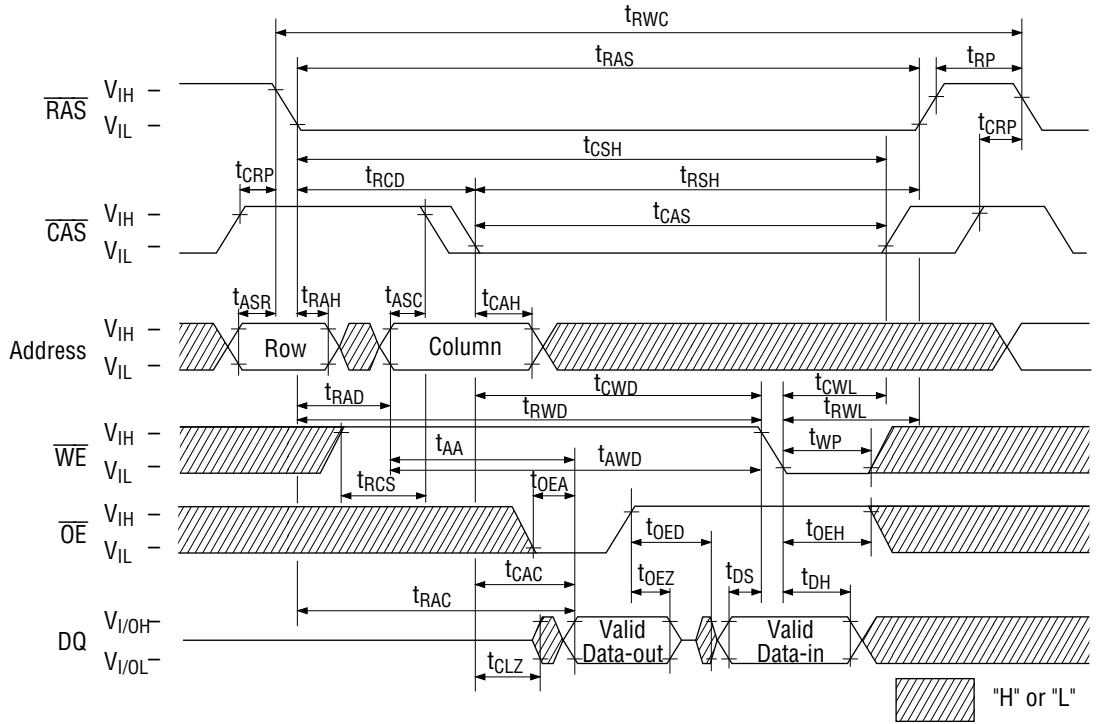 tRWC
tRAS
tRP
RAS
VIH
VIL
tCRP
tCSH
tCRP
tRCD
tRSH
CAS
VIH
VIL
tCAS
tASR
tRAH
tASC
tCAH
Address
VIH
VIL
Row
Column
tRAD
tCWD
tCWL
tRWD
tRWL
WE
VIH
VIL
tAA
tAWD
tWP
tRCS
tOEA
OE
VIH
VIL
tOED
tOEH
tCAC
tOEZ
tDS
tDH
tRAC
DQ
VI/OH
VI/OL
Valid
Data-out
Valid
Data-in
tCLZ
"H" or "L"